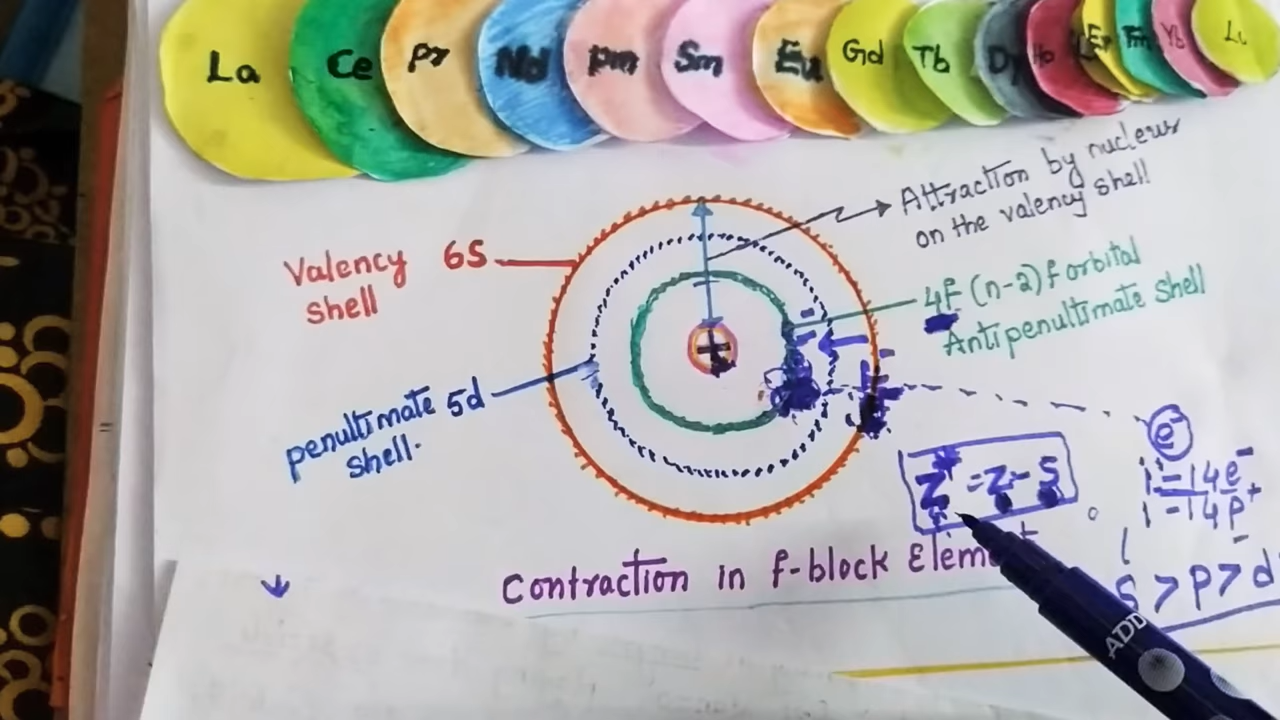 La Ce Pr Nd Pm Sm Eu Gd Tb Dy Ho Er Tm Yb Lu
Attraction by nucleus
on the valency shell
Valency 6S
shell
4f (n-2) f orbital
Antipenultimate shell
penultimate 5d
shell.
e-
Z* = Z - S
1 - 14 e-
1 - 14 p+
Contraction in f-block Elem
S > P > d
ADD